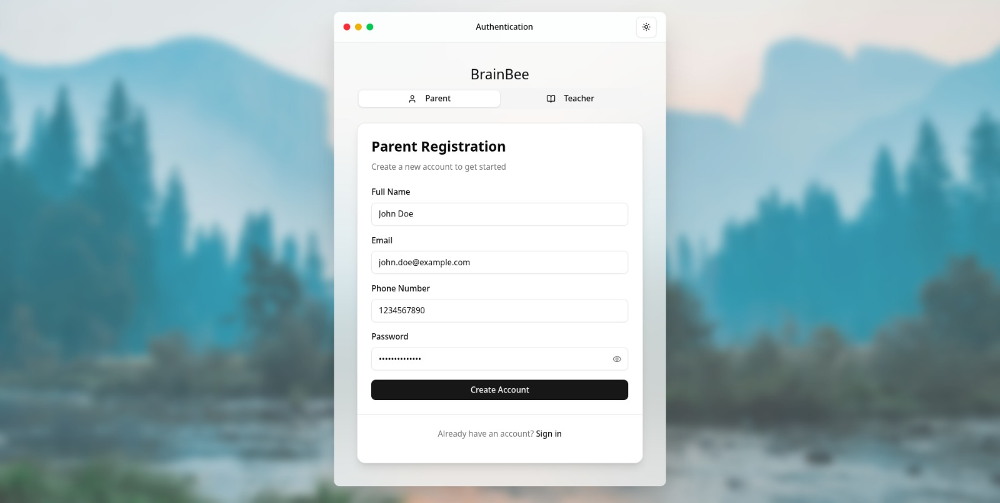 Authentication
BrainBee
Parent
Teacher
Parent Registration
Create a new account to get started
Full Name
John Doe
Email
john.doe@example.com
Phone Number
1234567890
Password
••••••••••••••
Create Account
Already have an account? Sign in